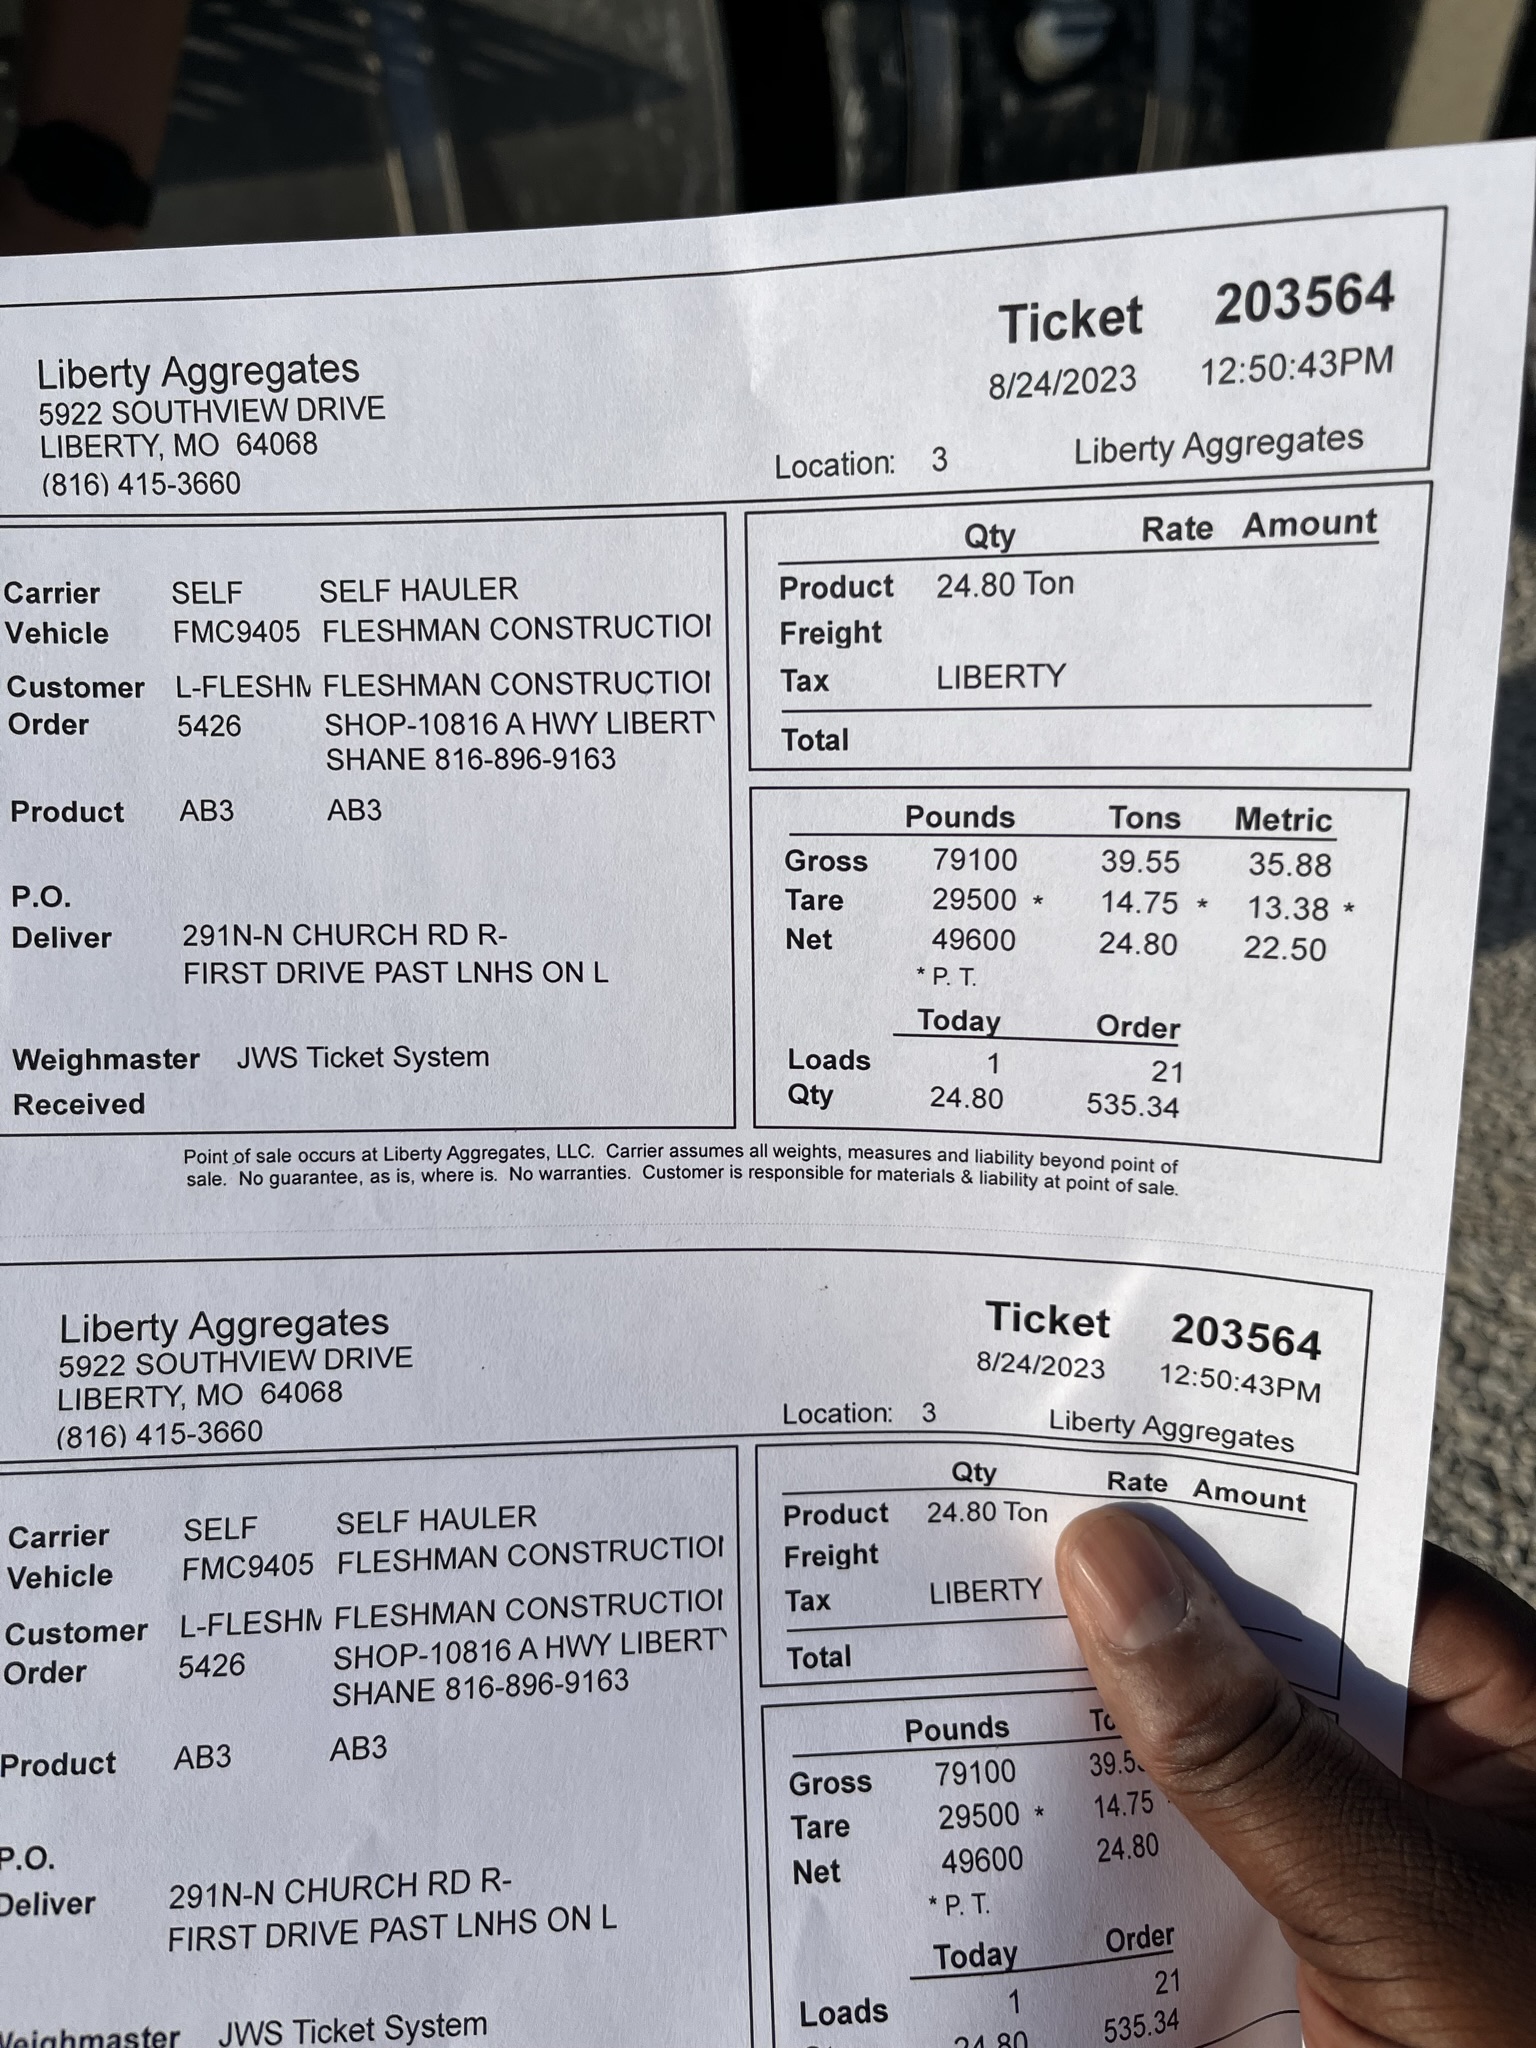 Ticket 203564
8/24/2023 12:50:43PM
Liberty Aggregates
5922 SOUTHVIEW DRIVE
LIBERTY, MO 64068
(816) 415-3660
Location: 3 Liberty Aggregates
Carrier SELF SELF HAULER
Vehicle FMC9405 FLESHMAN CONSTRUCTIO
Customer L-FLESHM FLESHMAN CONSTRUCTIO
Order 5426 SHOP-10816 A HWY LIBERT
SHANE 816-896-9163
Product AB3 AB3
P.O.
Deliver 291N-N CHURCH RD R-
FIRST DRIVE PAST LNHS ON L
Weighmaster JWS Ticket System
Received
Qty Rate Amount
Product 24.80 Ton
Freight
Tax LIBERTY
Total
Pounds Tons Metric
Gross 79100 39.55 35.88
Tare 29500 * 14.75 * 13.38 *
Net 49600 24.80 22.50
* P. T.
Today Order
Loads 1 21
Qty 24.80 535.34
Point of sale occurs at Liberty Aggregates, LLC. Carrier assumes all weights, measures and liability beyond point of
sale. No guarantee, as is, where is. No warranties. Customer is responsible for materials & liability at point of sale.
Ticket 203564
8/24/2023 12:50:43PM
Liberty Aggregates
5922 SOUTHVIEW DRIVE
LIBERTY, MO 64068
(816) 415-3660
Location: 3 Liberty Aggregates
Carrier SELF SELF HAULER
Vehicle FMC9405 FLESHMAN CONSTRUCTIO
Customer L-FLESHM FLESHMAN CONSTRUCTIO
Order 5426 SHOP-10816 A HWY LIBERT
SHANE 816-896-9163
Product AB3 AB3
P.O.
Deliver 291N-N CHURCH RD R-
FIRST DRIVE PAST LNHS ON L
Weighmaster JWS Ticket System
Qty Rate Amount
Product 24.80 Ton
Freight
Tax LIBERTY
Total
Pounds
Gross 79100 39.5
Tare 29500 * 14.75
Net 49600 24.80
* P. T.
Today Order
Loads 1 21
24.80 535.34